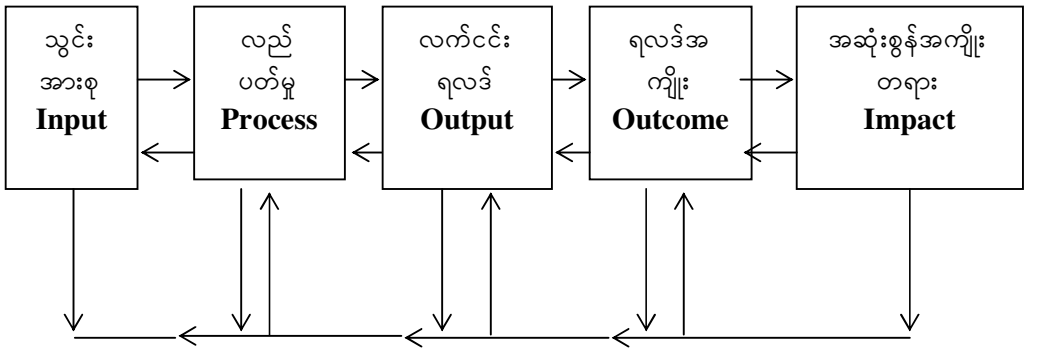 သွင်း
အားစု
Input
လည်
ပတ်မှု
Process
လက်ငင်း
ရလဒ်
Output
ရလဒ်အ
ကျိုး
Outcome
အဆုံးစွန်အကျိုး
တရား
Impact